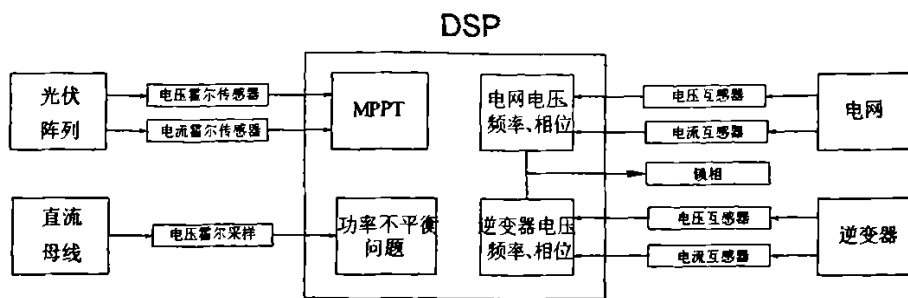 DSP
光伏
阵列
电压霍尔传感器
电流霍尔传感器
MPPT
电网电压、
频率、相位
电压互感器
电流互感器
电网
锁相
直流
母线
电压霍尔采样
功率不平衡
问题
逆变器电压
频率、相位
电压互感器
电流互感器
逆变器